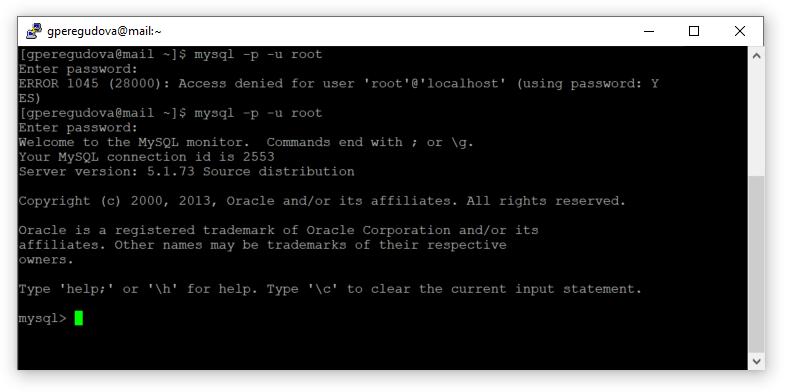 gperegudova@mail:~
[gperegudova@mail ~]$ mysql -p -u root
Enter password:
ERROR 1045 (28000): Access denied for user 'root'@'localhost' (using password: Y
ES)
[gperegudova@mail ~]$ mysql -p -u root
Enter password:
Welcome to the MySQL monitor.  Commands end with ; or \g.
Your MySQL connection id is 2553
Server version: 5.1.73 Source distribution
Copyright (c) 2000, 2013, Oracle and/or its affiliates. All rights reserved.
Oracle is a registered trademark of Oracle Corporation and/or its
affiliates. Other names may be trademarks of their respective
owners.
Type 'help;' or '\h' for help. Type '\c' to clear the current input statement.
mysql>